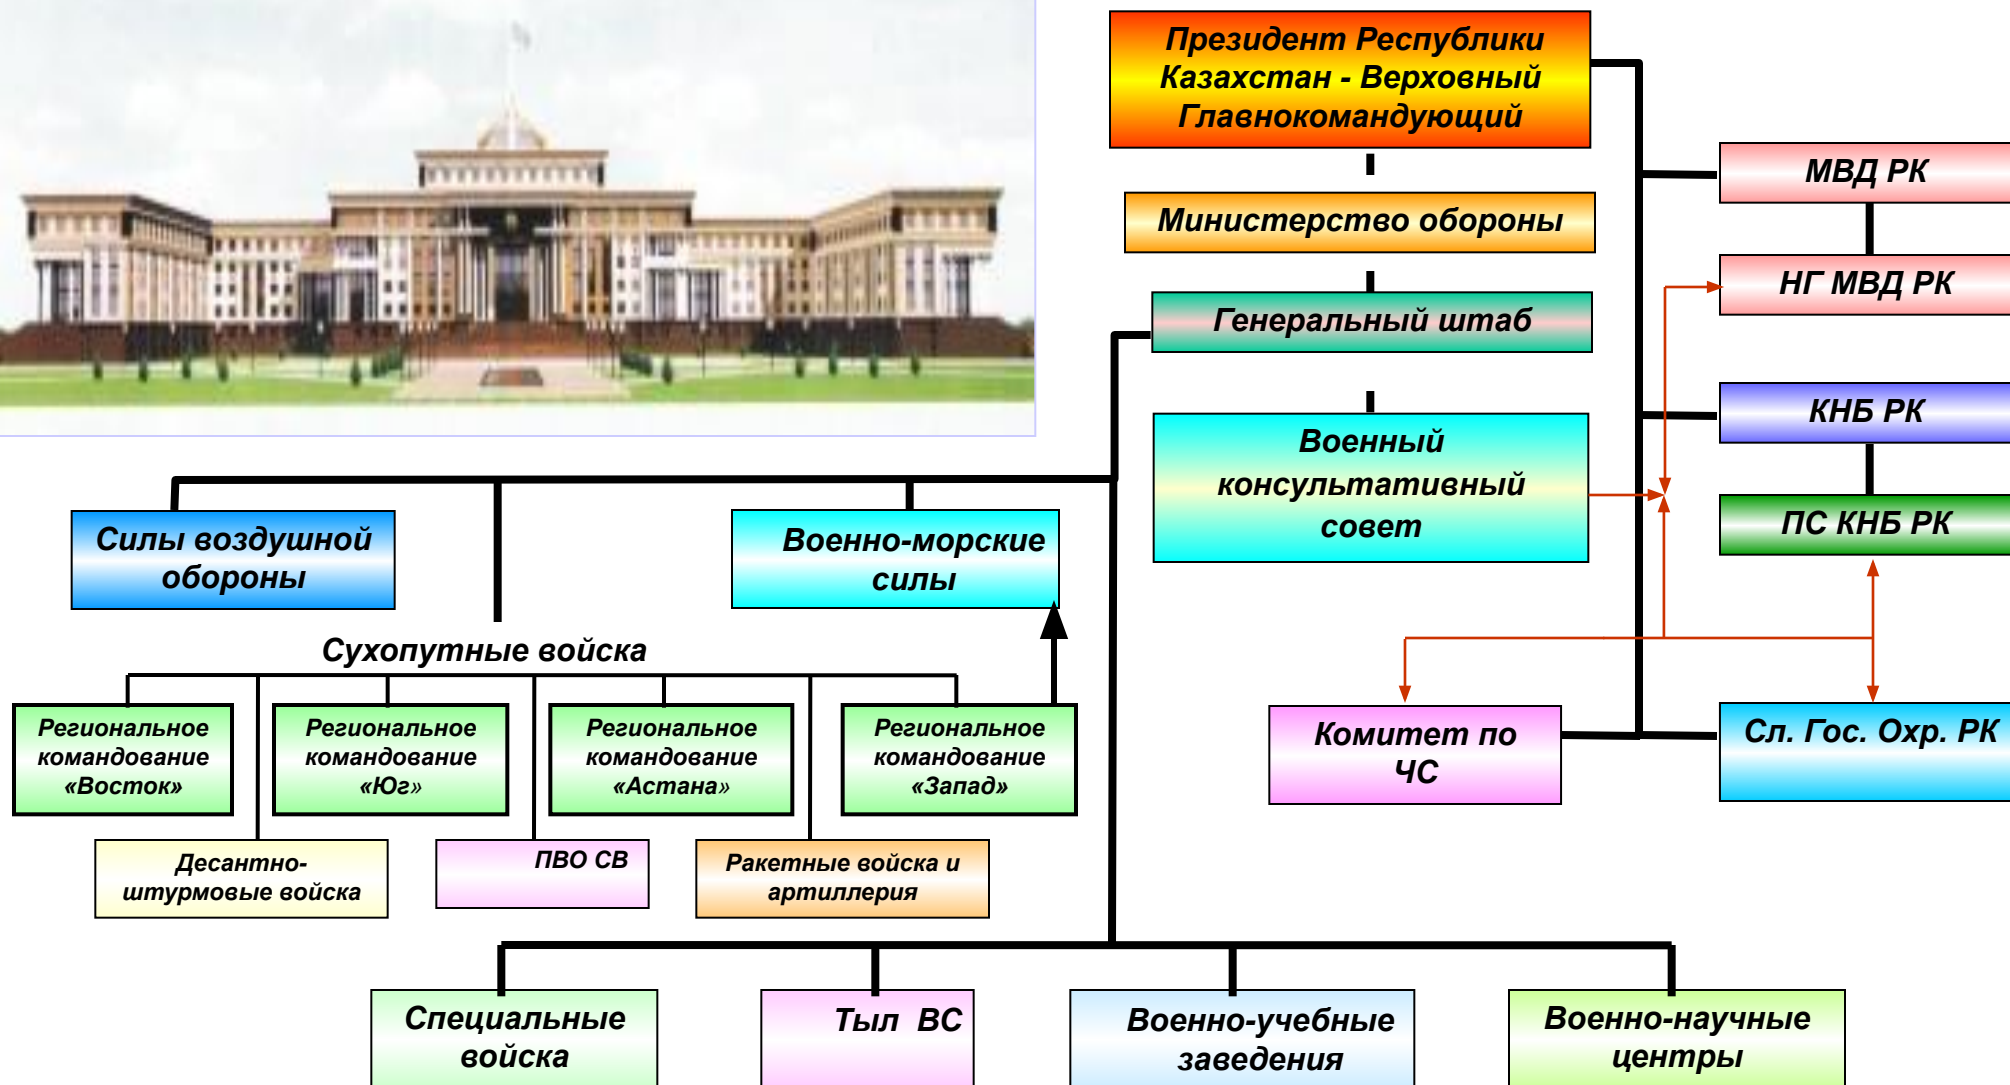 Президент Республики
Казахстан - Верховный
Главнокомандующий
МВД РК
Министерство обороны
НГ МВД РК
Генеральный штаб
КНБ РК
Военный
консультативный
совет
ПС КНБ РК
Силы воздушной
обороны
Военно-морские
силы
Сухопутные войска
Региональное
командование
«Восток»
Региональное
командование
«Юг»
Региональное
командование
«Астана»
Региональное
командование
«Запад»
Комитет по
ЧС
Сл. Гос. Охр. РК
Десантно-
штурмовые войска
ПВО СВ
Ракетные войска и
артиллерия
Специальные
войска
Тыл ВС
Военно-учебные
заведения
Военно-научные
центры